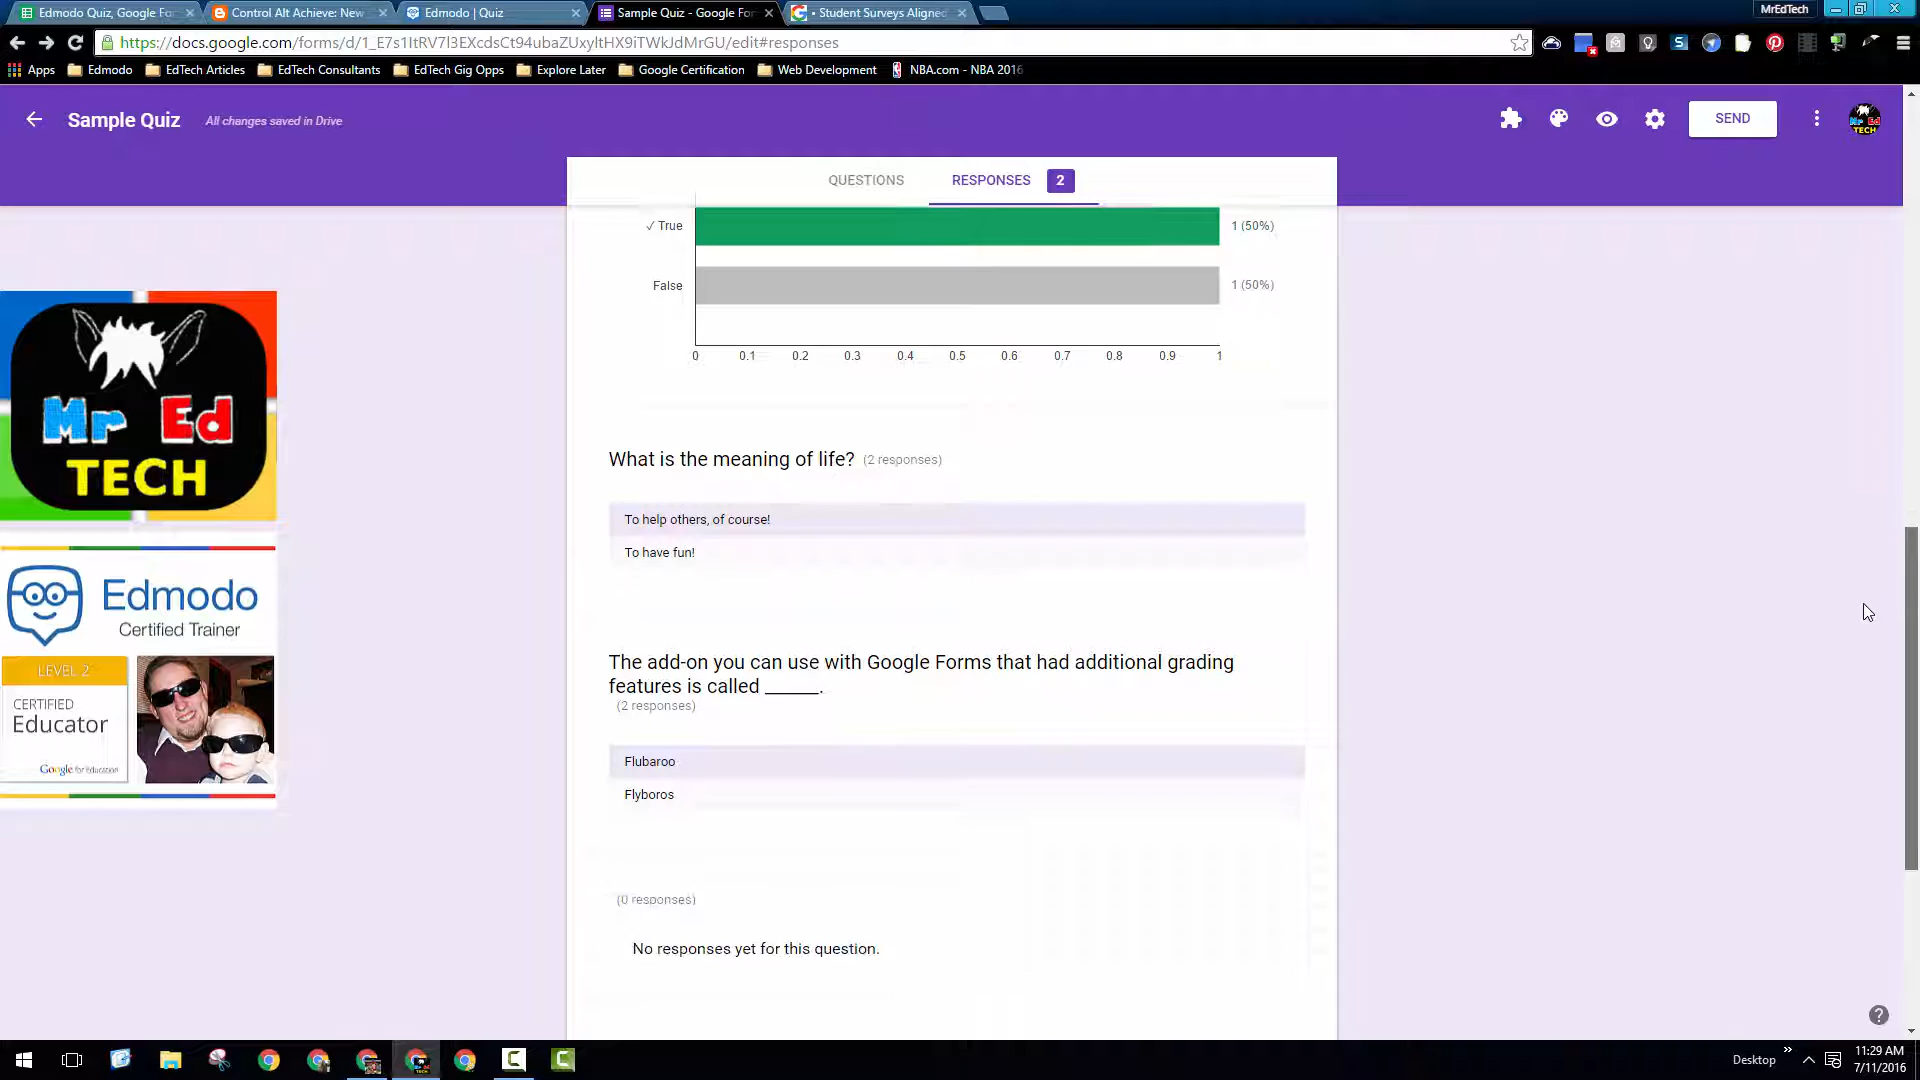 Edmodo Quiz, Google Fo
Control Alt Achieve: New
Edmodo | Quiz
Sample Quiz - Google For
• Student Surveys Aligned
MrEdTech
https://docs.google.com/forms/d/1_E7s1ItRV7l3EXcdsCt94ubaZUxyltHX9iTWkJdMrGU/edit#responses
Apps
Edmodo
EdTech Articles
EdTech Consultants
EdTech Gig Opps
Explore Later
Google Certification
Web Development
NBA.com - NBA 2016
Sample Quiz
All changes saved in Drive
SEND
QUESTIONS
RESPONSES
2
✓ True
1 (50%)
False
1 (50%)
0 0.1 0.2 0.3 0.4 0.5 0.6 0.7 0.8 0.9 1
Mr Ed
TECH
What is the meaning of life? (2 responses)
To help others, of course!
To have fun!
Edmodo
Certified Trainer
LEVEL 2
CERTIFIED
Educator
Google for Education
The add-on you can use with Google Forms that had additional grading
features is called ______.
(2 responses)
Flubaroo
Flyboros
(0 responses)
No responses yet for this question.
Desktop
11:29 AM
7/11/2016